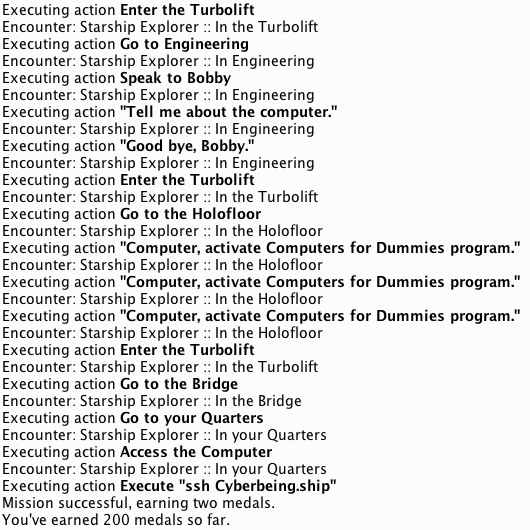 Executing action Enter the Turbolift
Encounter: Starship Explorer :: In the Turbolift
Executing action Go to Engineering
Encounter: Starship Explorer :: In Engineering
Executing action Speak to Bobby
Encounter: Starship Explorer :: In Engineering
Executing action "Tell me about the computer."
Encounter: Starship Explorer :: In Engineering
Executing action "Good bye, Bobby."
Encounter: Starship Explorer :: In Engineering
Executing action Enter the Turbolift
Encounter: Starship Explorer :: In the Turbolift
Executing action Go to the Holofloor
Encounter: Starship Explorer :: In the Holofloor
Executing action "Computer, activate Computers for Dummies program."
Encounter: Starship Explorer :: In the Holofloor
Executing action "Computer, activate Computers for Dummies program."
Encounter: Starship Explorer :: In the Holofloor
Executing action "Computer, activate Computers for Dummies program."
Encounter: Starship Explorer :: In the Holofloor
Executing action Enter the Turbolift
Encounter: Starship Explorer :: In the Turbolift
Executing action Go to the Bridge
Encounter: Starship Explorer :: In the Bridge
Executing action Go to your Quarters
Encounter: Starship Explorer :: In your Quarters
Executing action Access the Computer
Encounter: Starship Explorer :: In your Quarters
Executing action Execute "ssh Cyberbeing.ship"
Mission successful, earning two medals.
You've earned 200 medals so far.